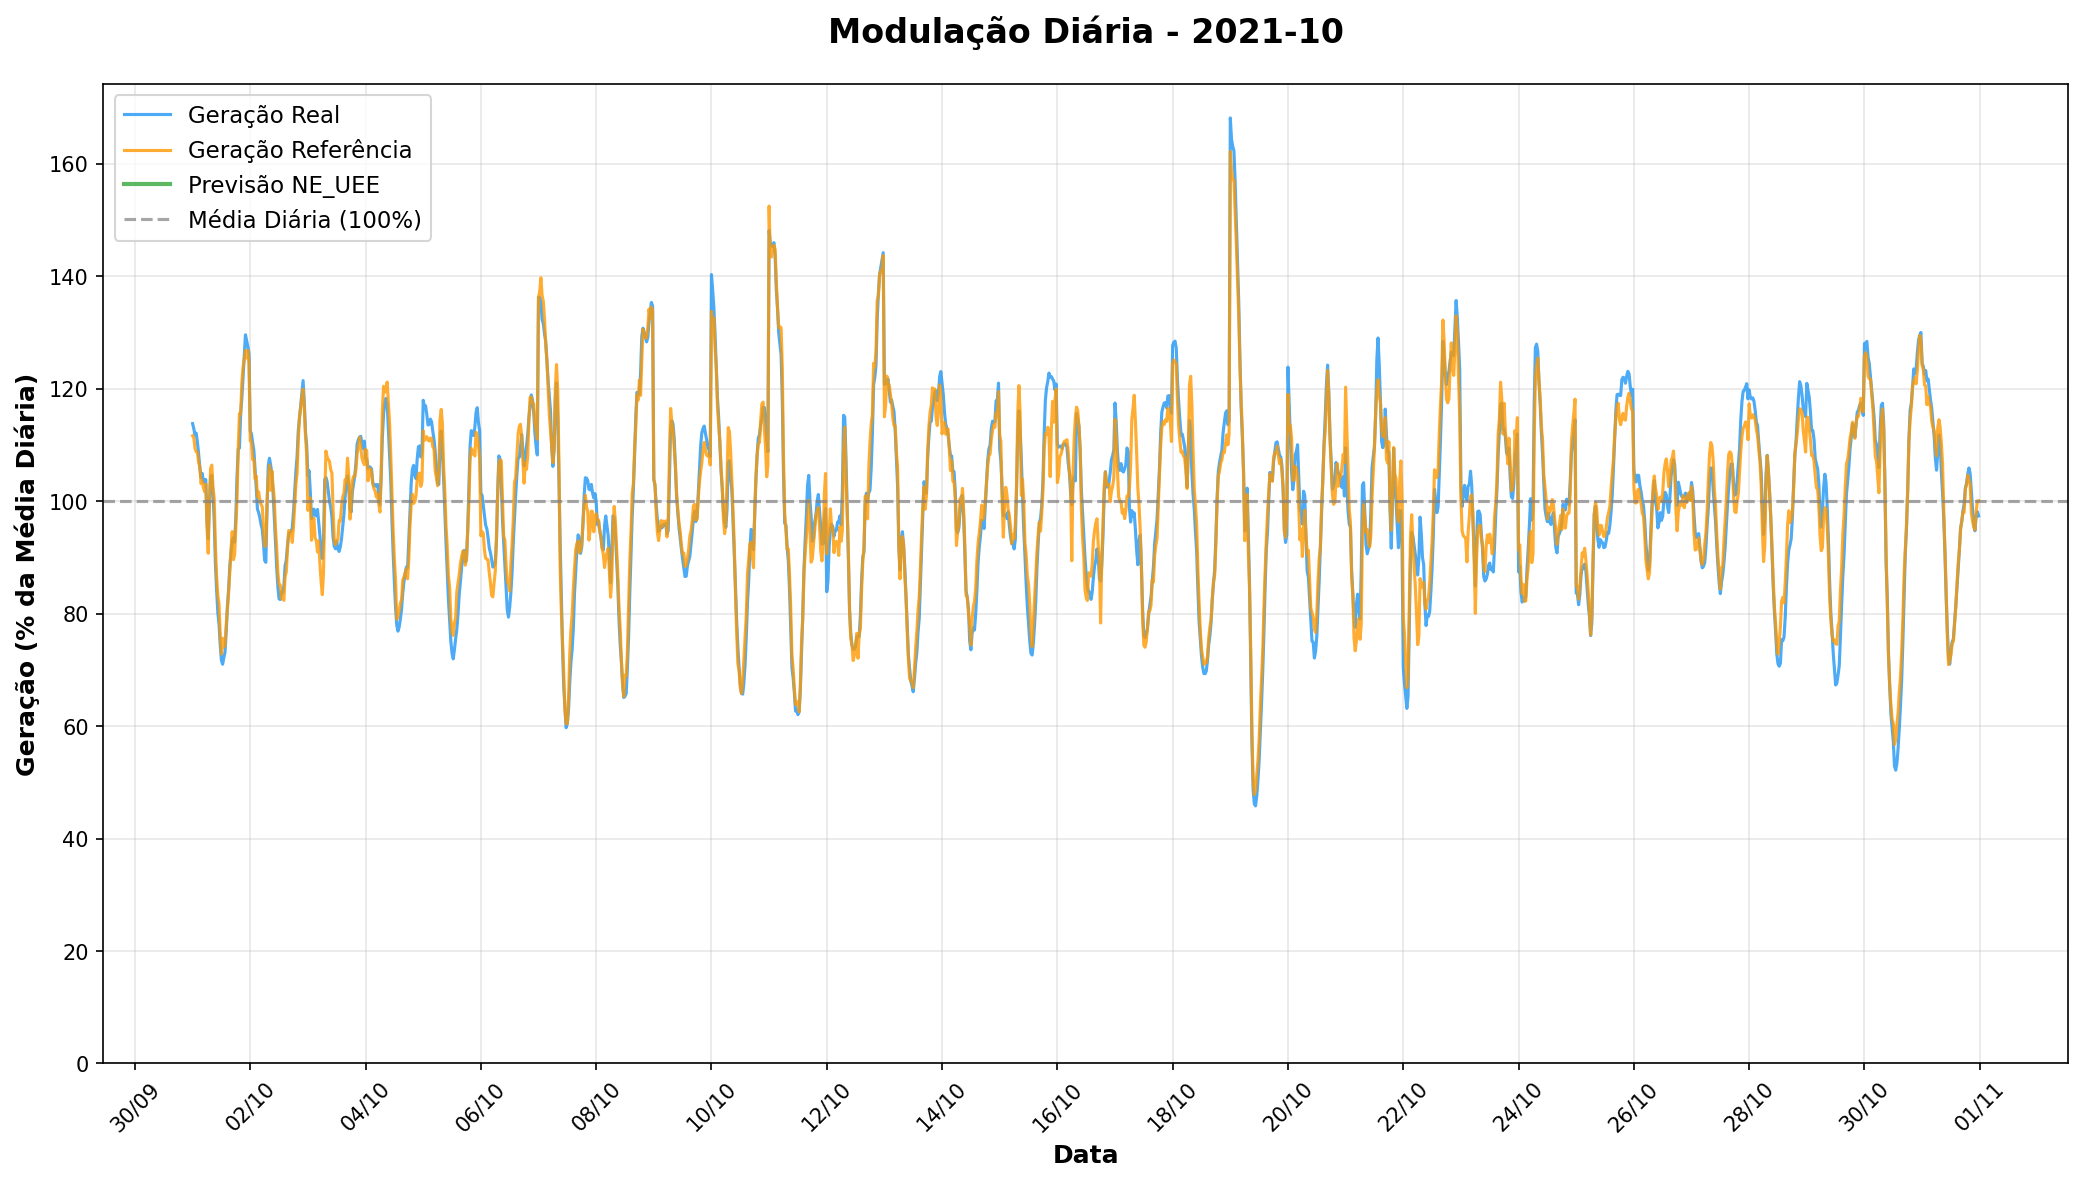 Modulação Diária - 2021-10
Geração Real
Geração Referência
Previsão NE_UEE
Média Diária (100%)
Geração (% da Média Diária)
160
140
120
100
80
60
40
20
0
30/09 02/10 04/10 06/10 08/10 10/10 12/10 14/10 16/10 18/10 20/10 22/10 24/10 26/10 28/10 30/10 01/11
Data